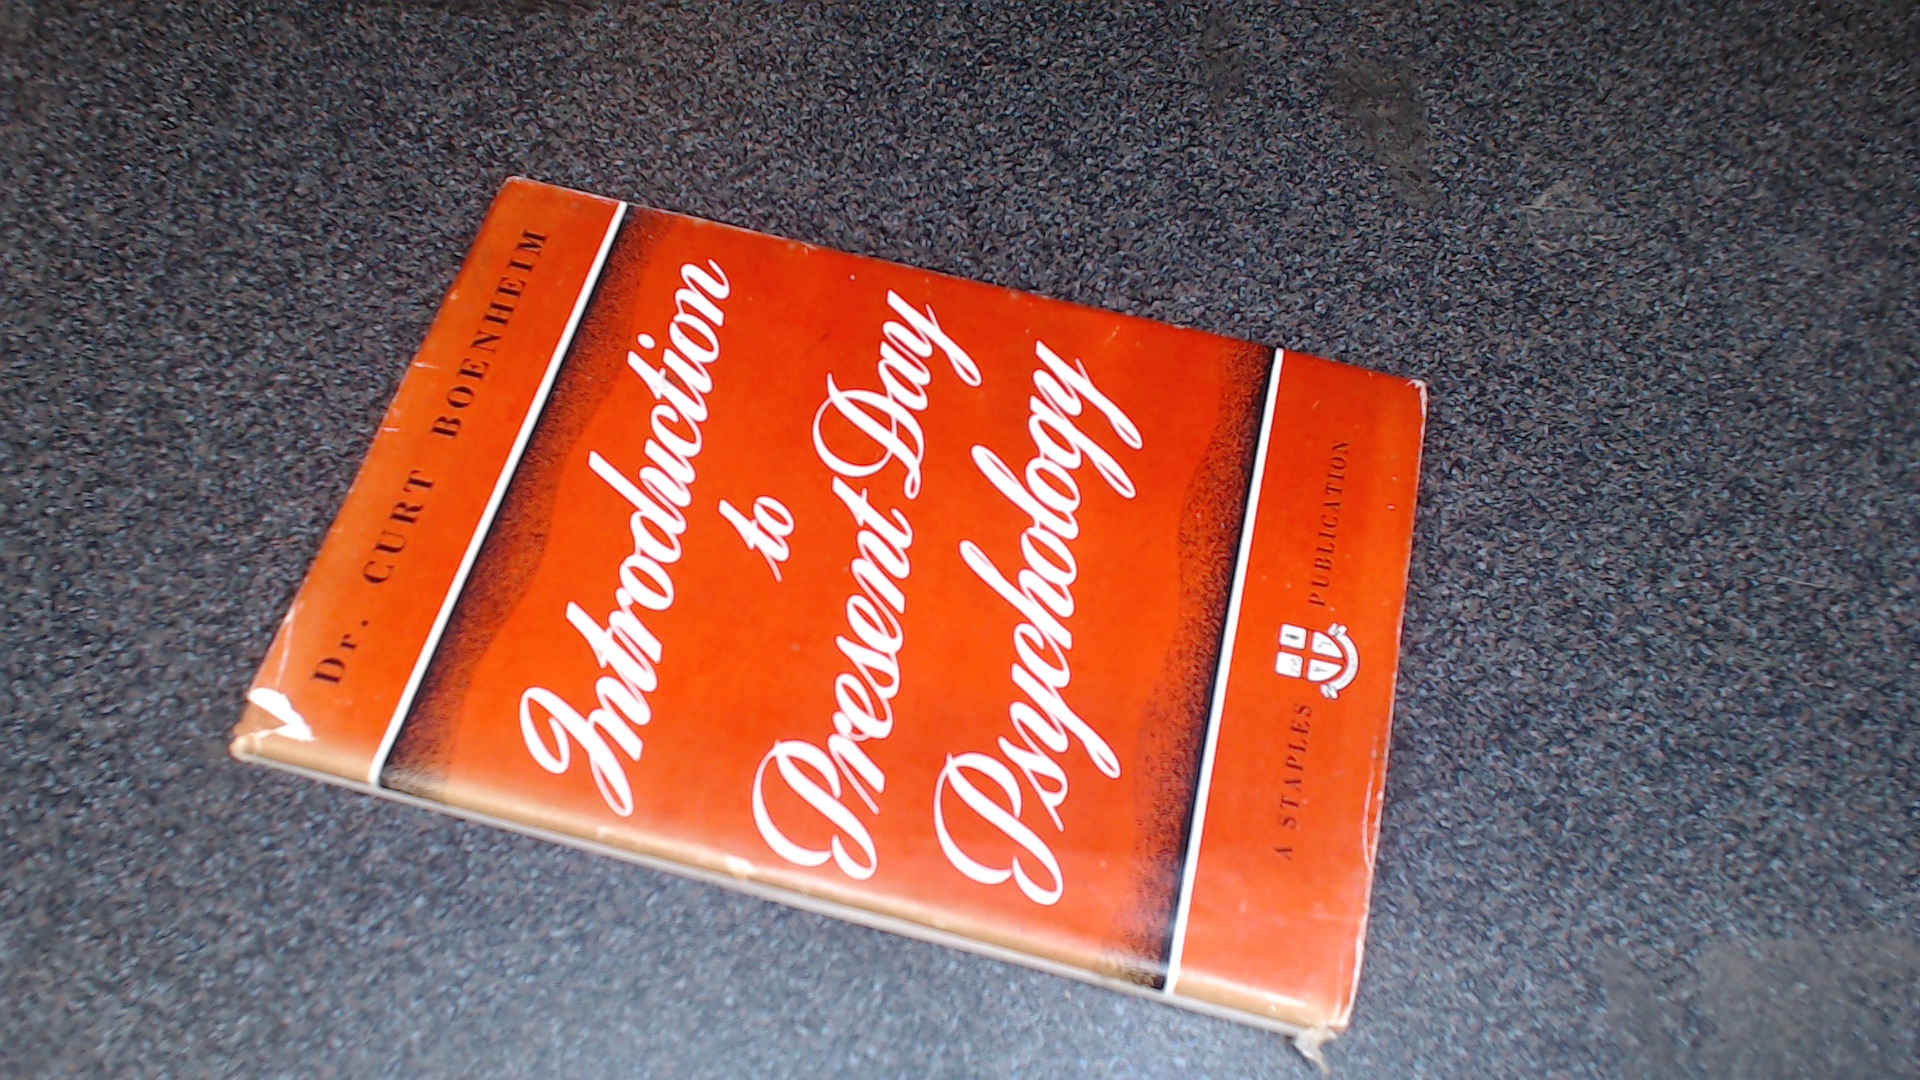 Dr. CURT BOENHEIM
Introduction
to
Present Day
Psychology
A STAPLES PUBLICATION